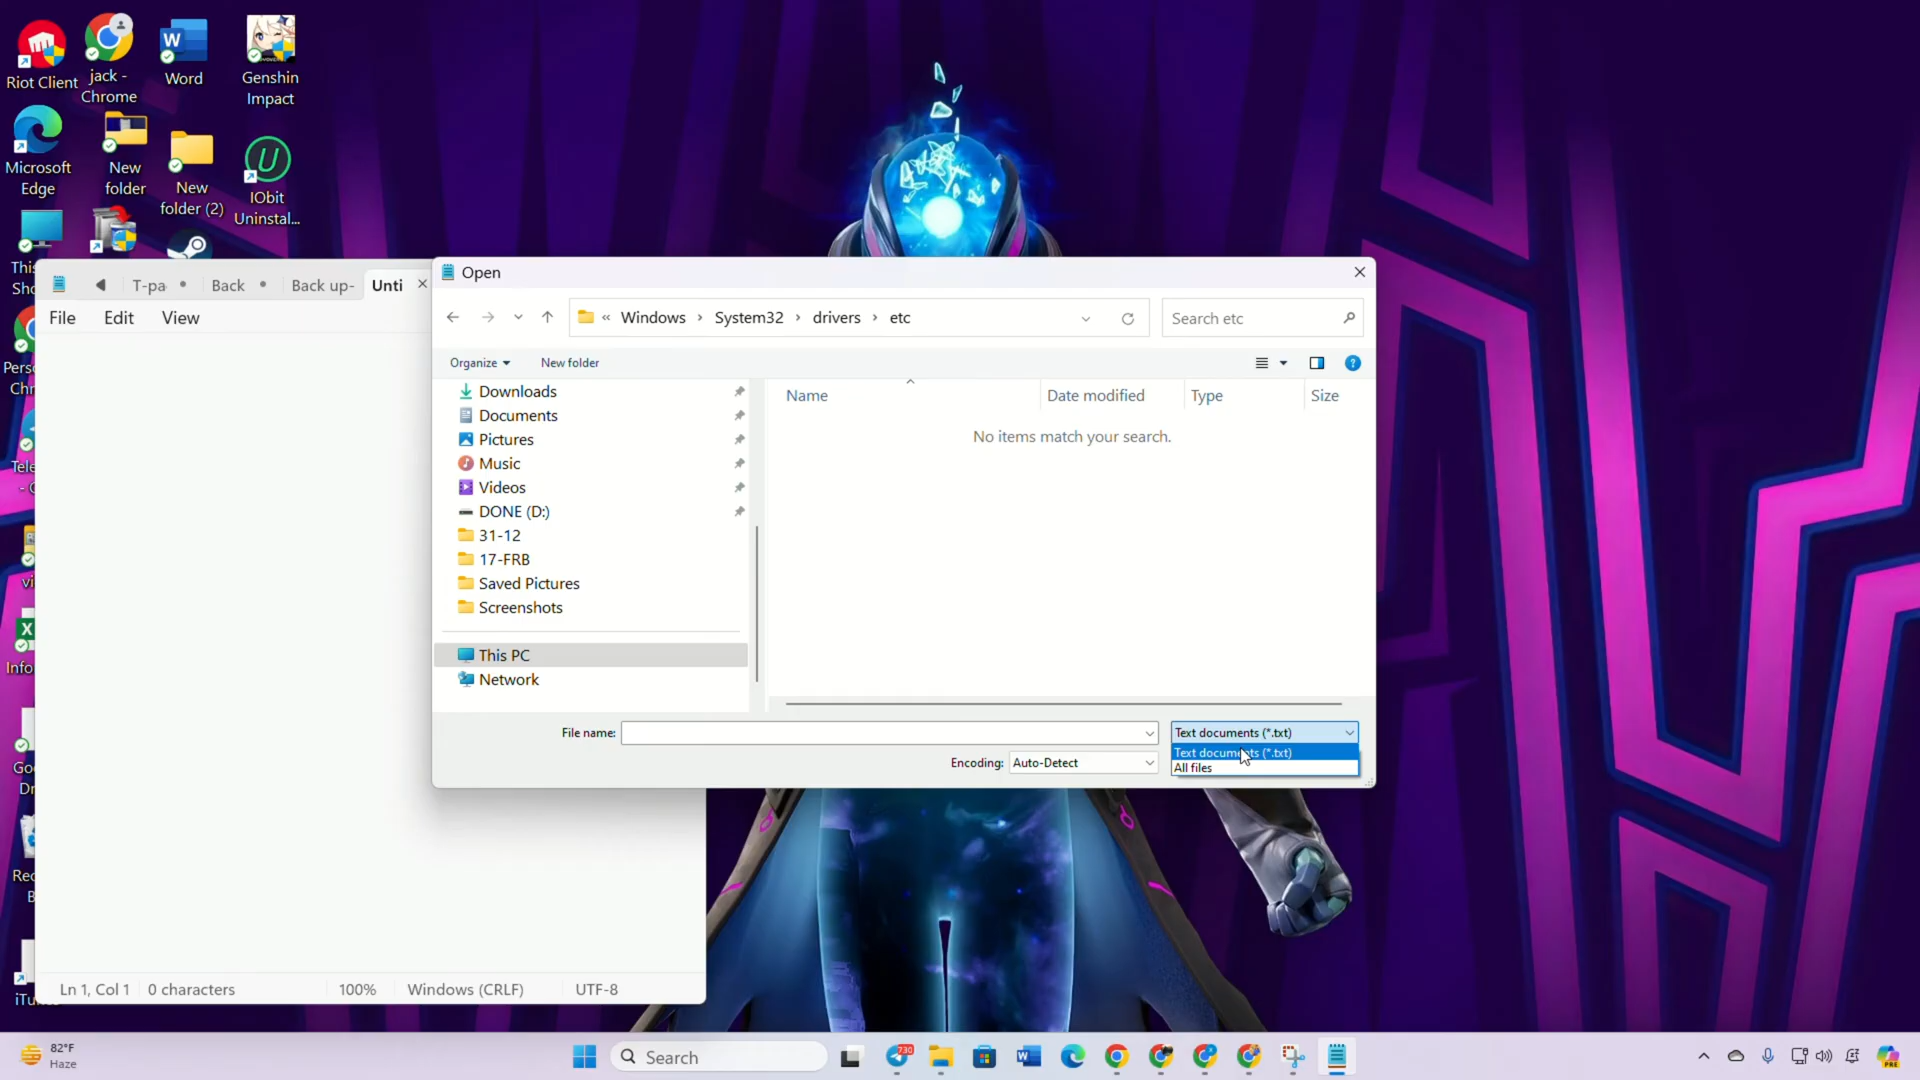 Riot Client
jack -
Chrome
Word
Genshin
Impact
Microsoft
Edge
New
folder
New
folder (2)
IObit
Uninstal...
This
Sho
Pers
Chr
Tele
- C
vi
Info
Go
Dr
Rec
B
iTu
T-pa
Back
Back up-
Unti
File
Edit
View
Ln 1, Col 1
0 characters
100%
Windows (CRLF)
UTF-8
Open
« Windows › System32 › drivers › etc
Search etc
Organize
New folder
Downloads
Documents
Pictures
Music
Videos
DONE (D:)
31-12
17-FRB
Saved Pictures
Screenshots
This PC
Network
Name
Date modified
Type
Size
No items match your search.
File name:
Text documents (*.txt)
Text documents (*.txt)
All files
Encoding:
Auto-Detect
82°F
Haze
Search
730
PRE